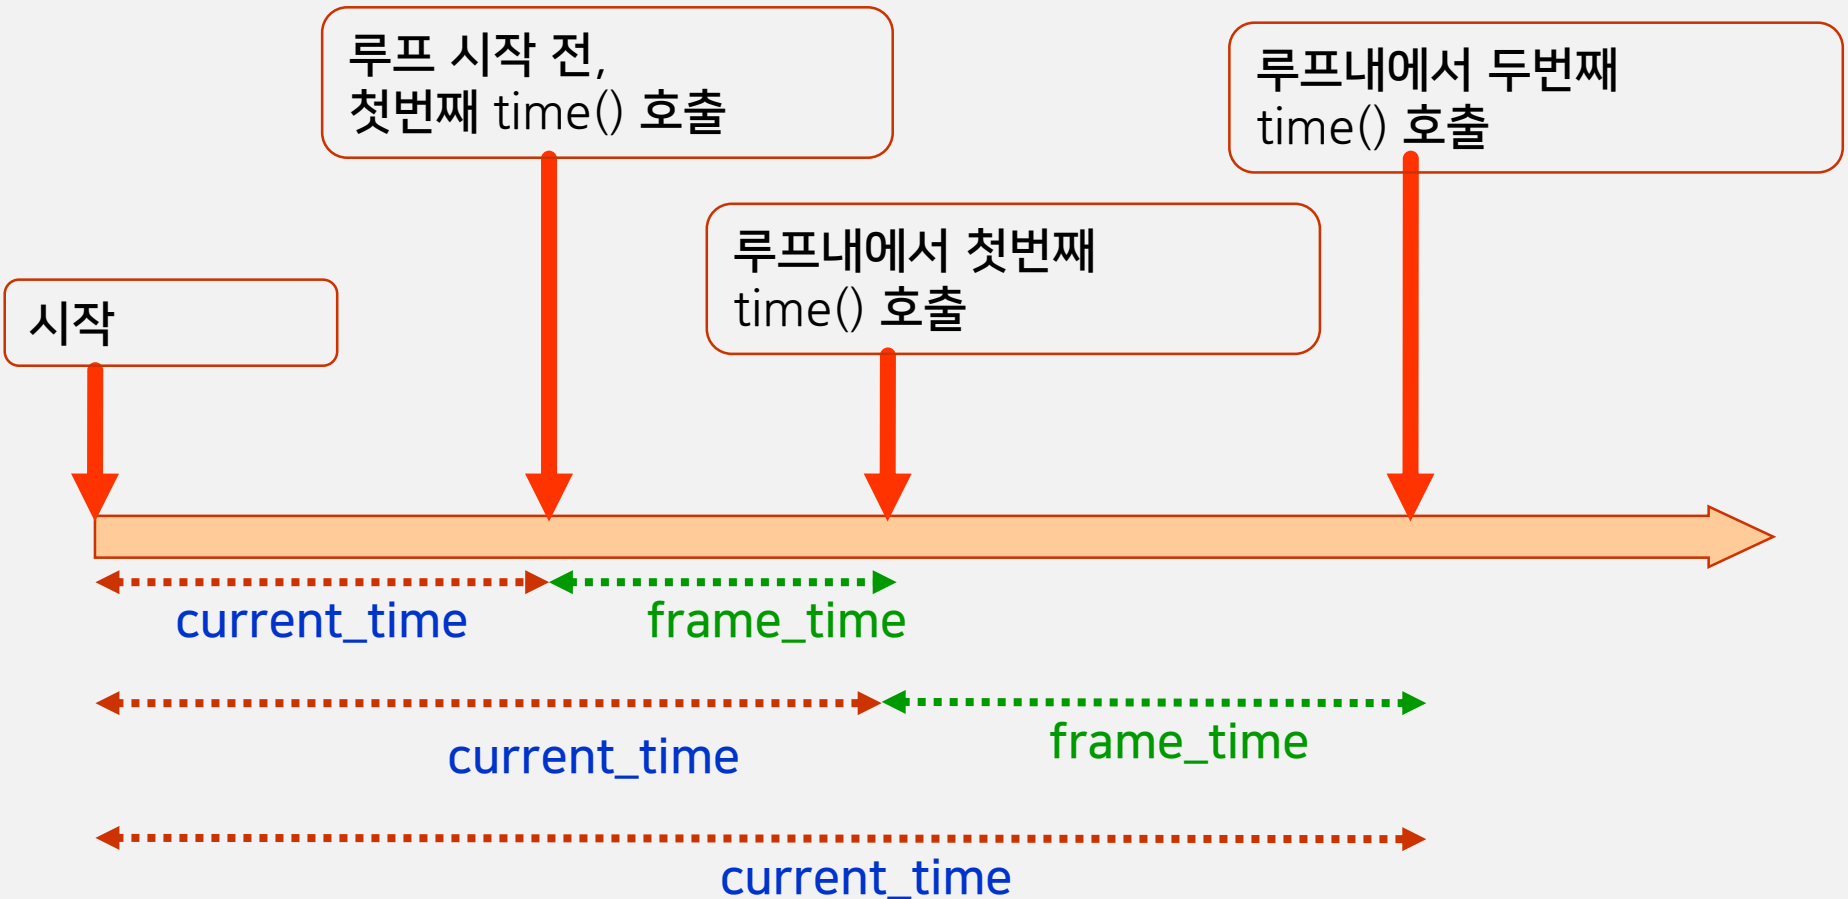 루프 시작 전,
첫번째 time() 호출
루프내에서 두번째
time() 호출
루프내에서 첫번째
time() 호출
시작
current_time
frame_time
current_time
frame_time
current_time